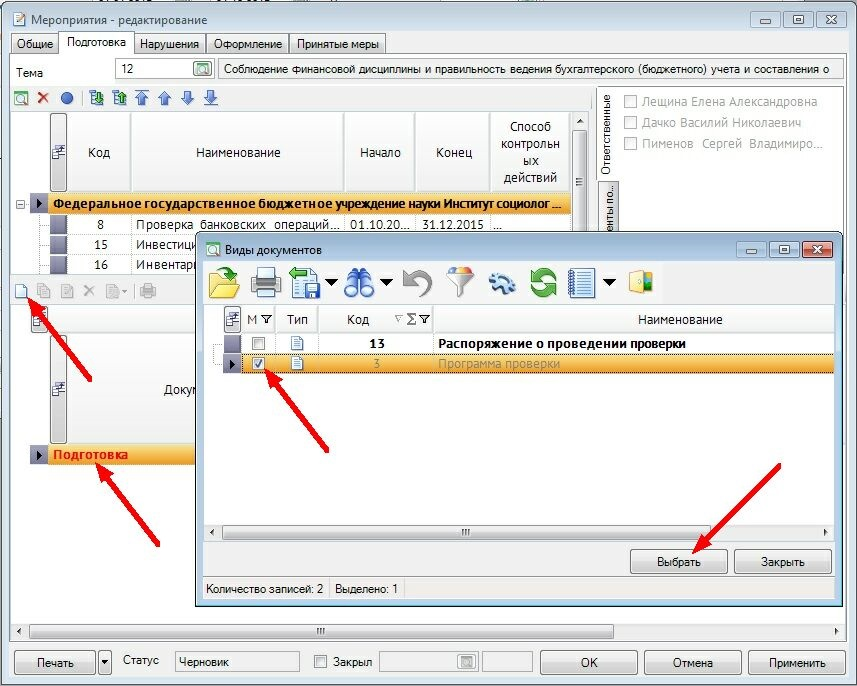 Мероприятия - редактирование
Общие Подготовка Нарушения Оформление Принятые меры
Тема 12 Соблюдение финансовой дисциплины и правильность ведения бухгалтерского (бюджетного) учета и составления о
Код Наименование Начало Конец Способ
контрольн
ых
действий
Федеральное государственное бюджетное учреждение науки Институт социолог ...
8 Проверка банковских операций... 01.10.20... 31.12.2015 ...
15 Инвестици
16 Инвентари
Ответственные
Лещина Елена Александровна
Дачко Василий Николаевич
Пименов Сергей Владимиро...
енты по...
Доку
Подготовка
Виды документов
М Тип Код Наименование
13 Распоряжение о проведении проверки
3 Программа проверки
Выбрать Закрыть
Количество записей: 2 Выделено: 1
Печать Статус Черновик Закрыл OK Отмена Применить